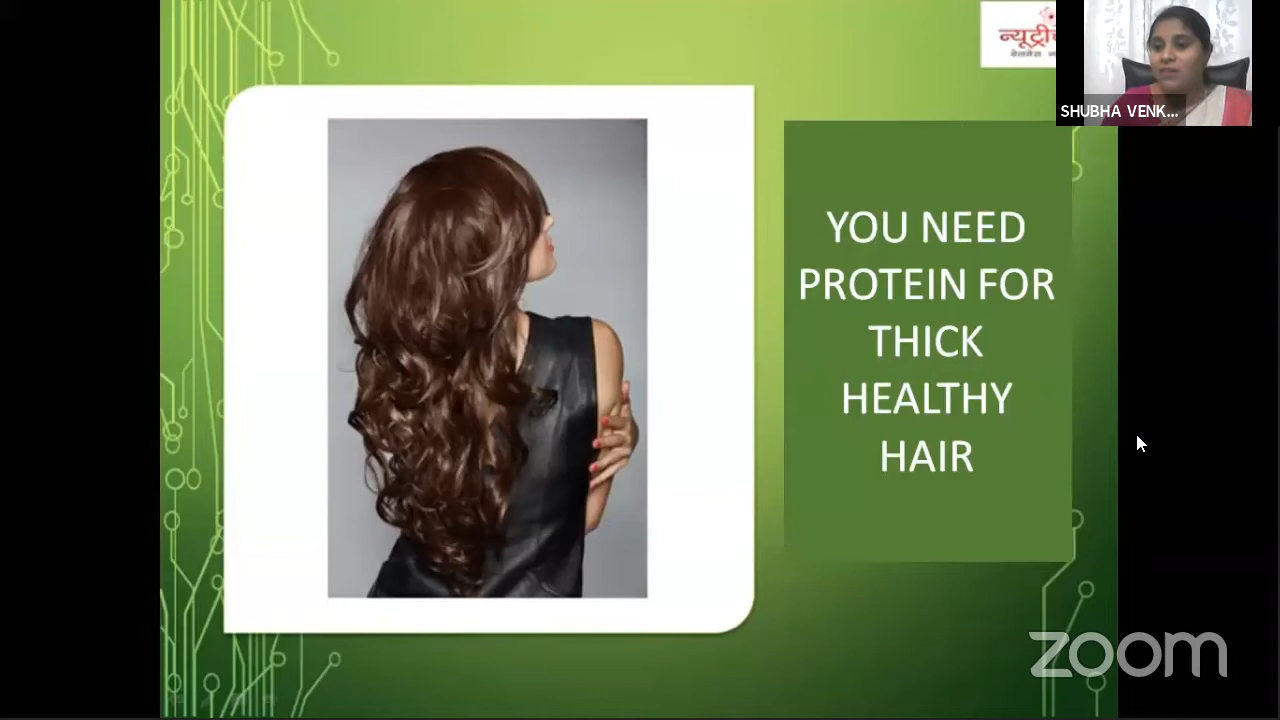 न्यूट्री
SHUBHA VENK...
YOU NEED
PROTEIN FOR
THICK
HEALTHY
HAIR
zoom